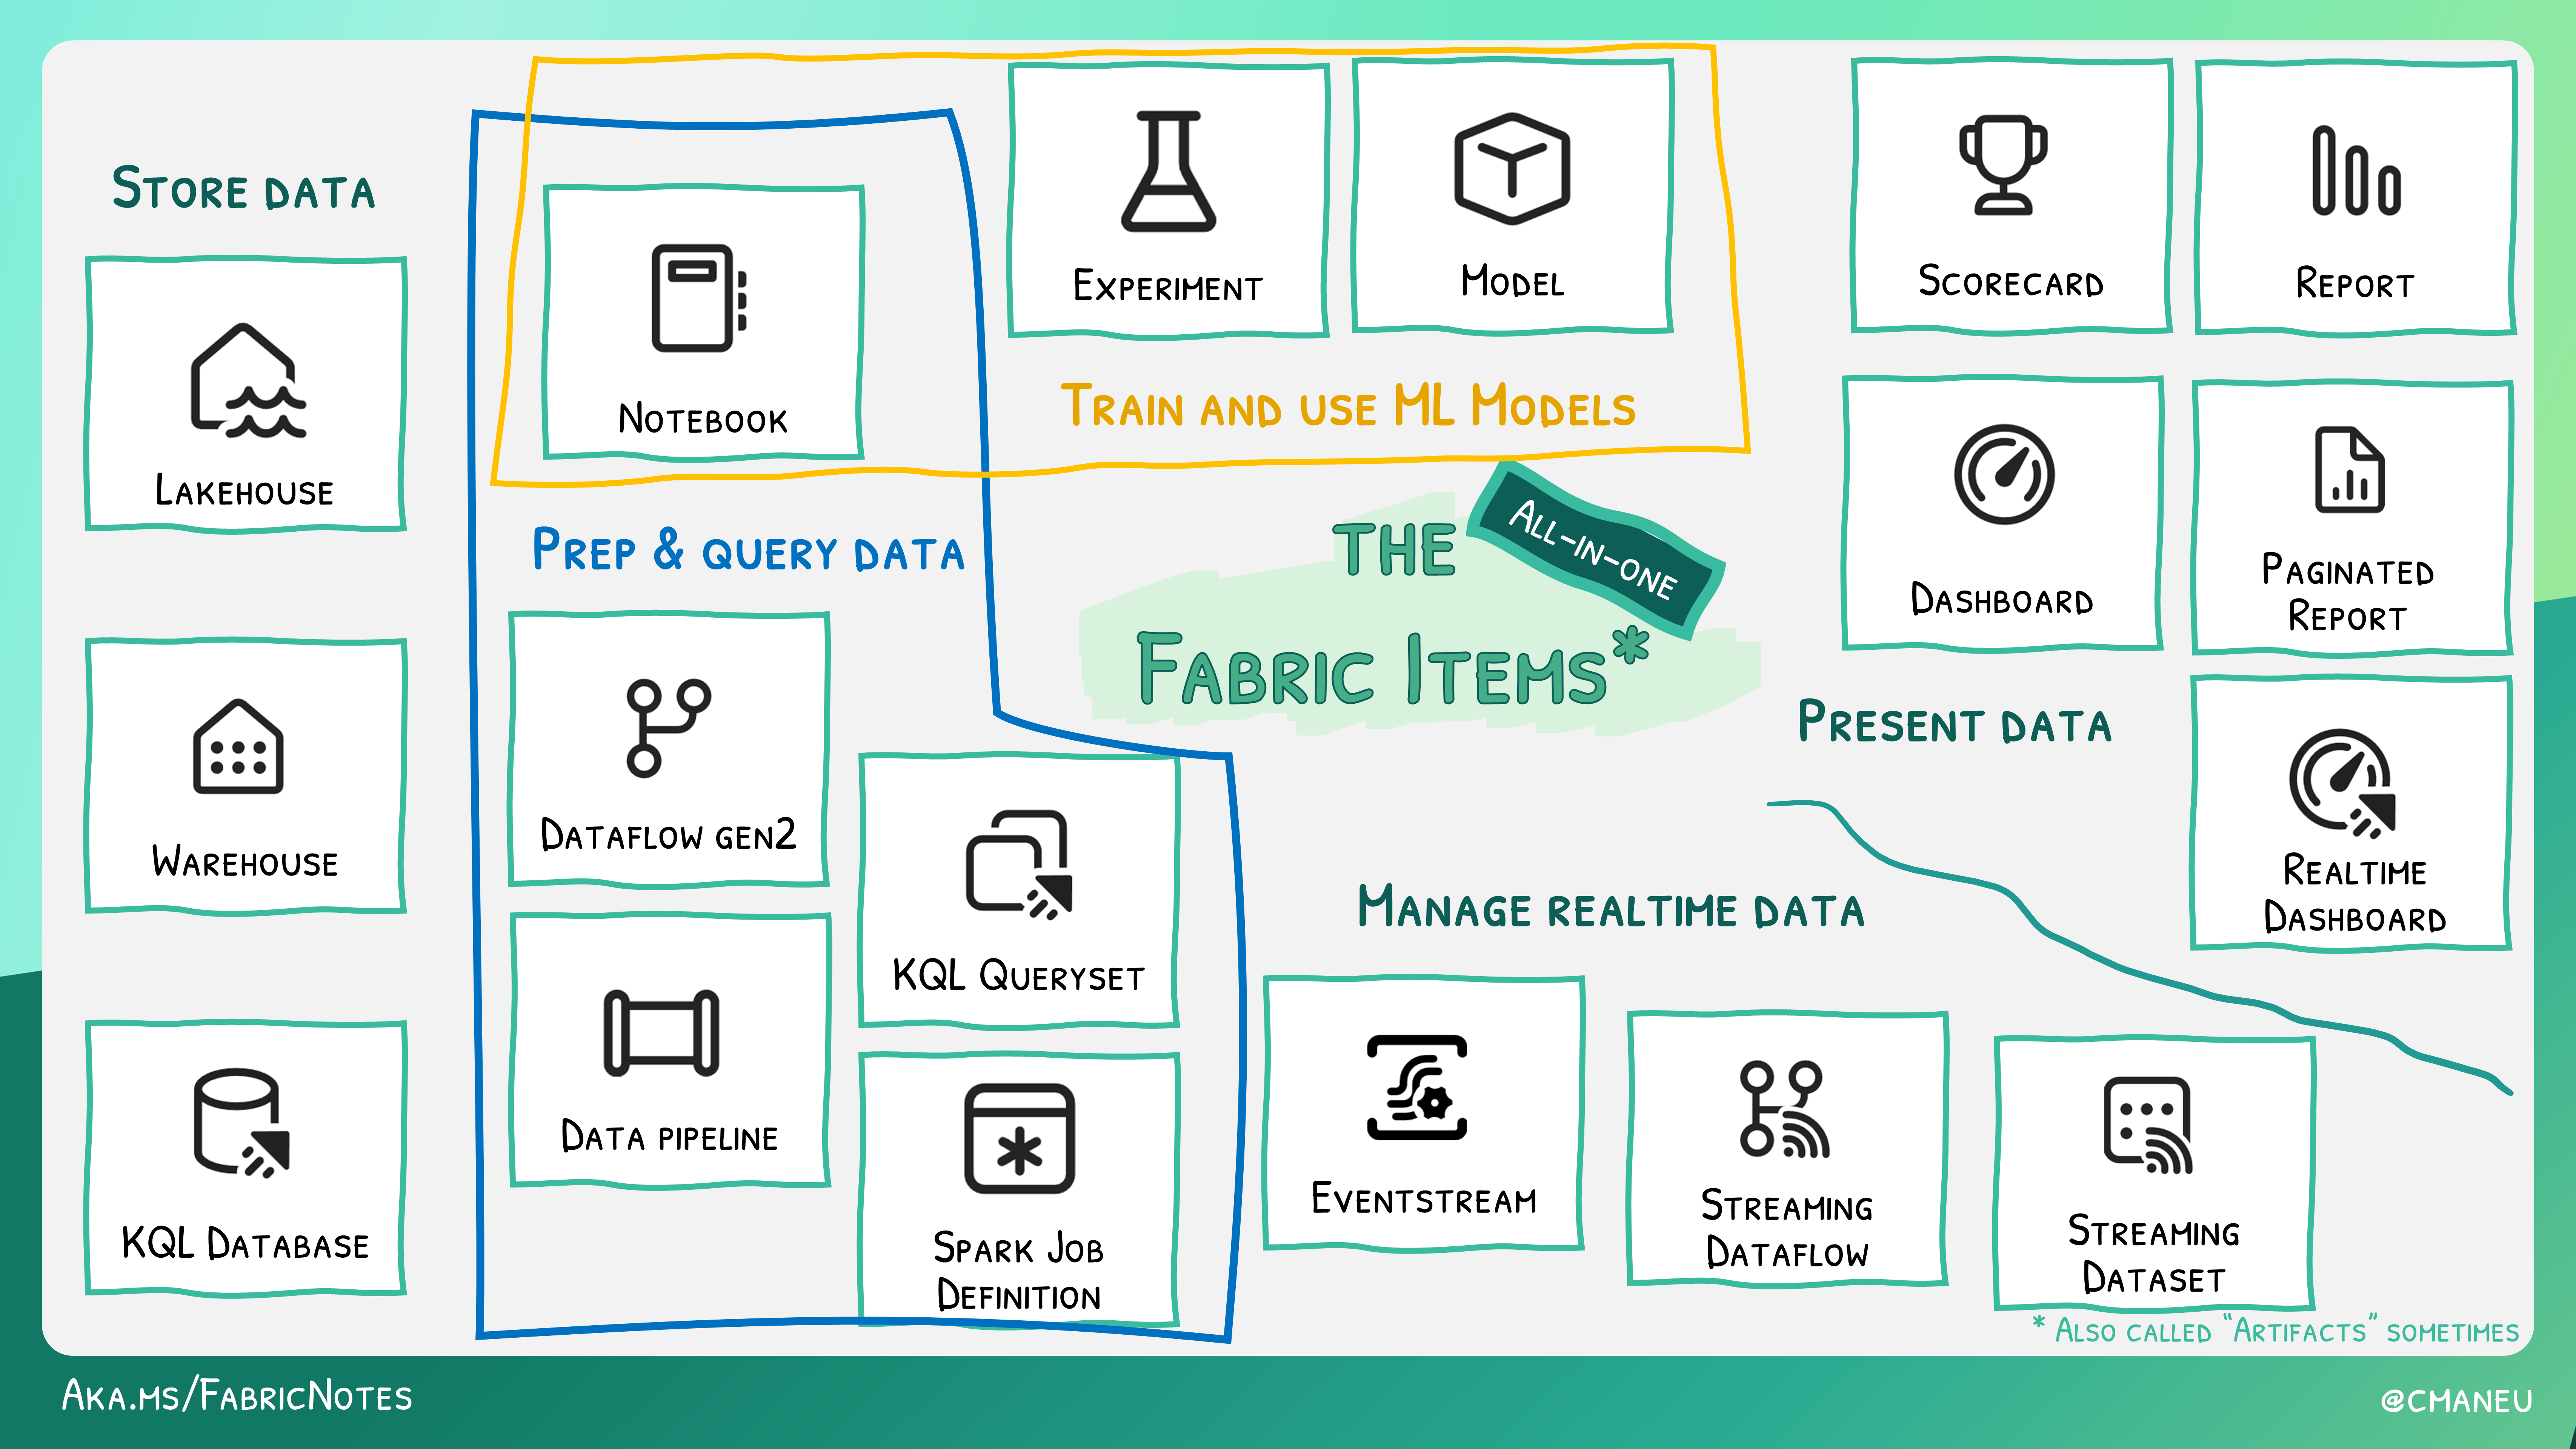 Store data
Lakehouse
Warehouse
KQL Database
Notebook
Prep & query data
Dataflow gen2
Data pipeline
KQL Queryset
Spark Job
Definition
Experiment
Model
Train and use ML Models
The
All-in-one
Fabric Items*
Scorecard
Report
Dashboard
Paginated
Report
Present data
Realtime
Dashboard
Manage realtime data
Eventstream
Streaming
Dataflow
Streaming
Dataset
* Also called “Artifacts” sometimes
Aka.ms/FabricNotes
@cmaneu